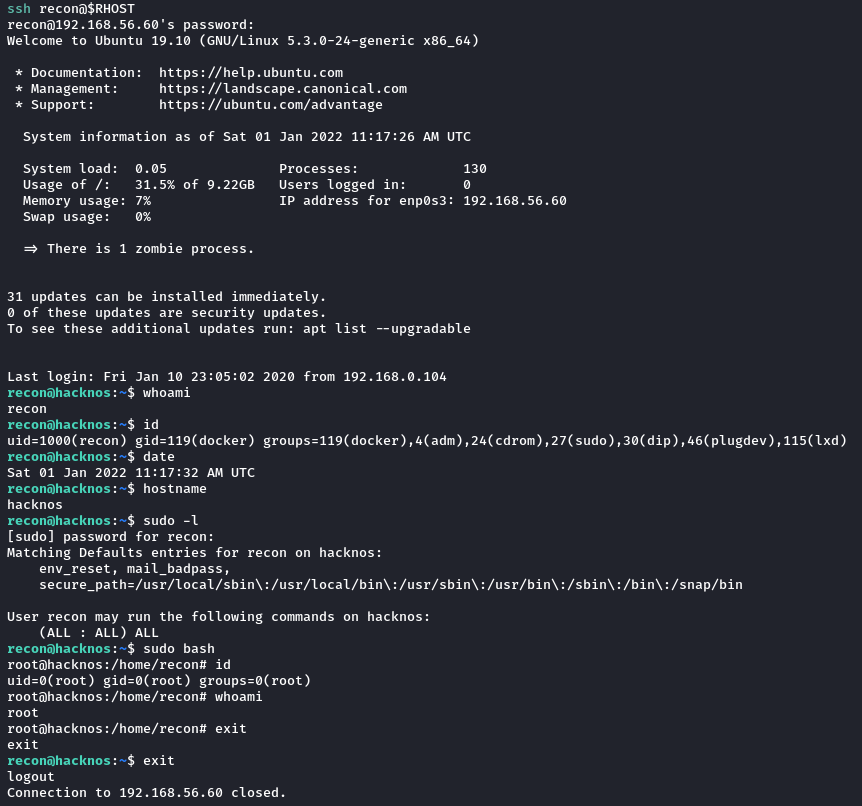 ssh recon@$RHOST
recon@192.168.56.60's password:
Welcome to Ubuntu 19.10 (GNU/Linux 5.3.0-24-generic x86_64)

 * Documentation:  https://help.ubuntu.com
 * Management:     https://landscape.canonical.com
 * Support:        https://ubuntu.com/advantage

  System information as of Sat 01 Jan 2022 11:17:26 AM UTC

  System load:  0.05              Processes:             130
  Usage of /:   31.5% of 9.22GB   Users logged in:       0
  Memory usage: 7%                IP address for enp0s3: 192.168.56.60
  Swap usage:   0%

  => There is 1 zombie process.


31 updates can be installed immediately.
0 of these updates are security updates.
To see these additional updates run: apt list --upgradable


Last login: Fri Jan 10 23:05:02 2020 from 192.168.0.104
recon@hacknos:~$ whoami
recon
recon@hacknos:~$ id
uid=1000(recon) gid=119(docker) groups=119(docker),4(adm),24(cdrom),27(sudo),30(dip),46(plugdev),115(lxd)
recon@hacknos:~$ date
Sat 01 Jan 2022 11:17:32 AM UTC
recon@hacknos:~$ hostname
hacknos
recon@hacknos:~$ sudo -l
[sudo] password for recon:
Matching Defaults entries for recon on hacknos:
    env_reset, mail_badpass,
    secure_path=/usr/local/sbin\:/usr/local/bin\:/usr/sbin\:/usr/bin\:/sbin\:/bin\:/snap/bin

User recon may run the following commands on hacknos:
    (ALL : ALL) ALL
recon@hacknos:~$ sudo bash
root@hacknos:/home/recon# id
uid=0(root) gid=0(root) groups=0(root)
root@hacknos:/home/recon# whoami
root
root@hacknos:/home/recon# exit
exit
recon@hacknos:~$ exit
logout
Connection to 192.168.56.60 closed.